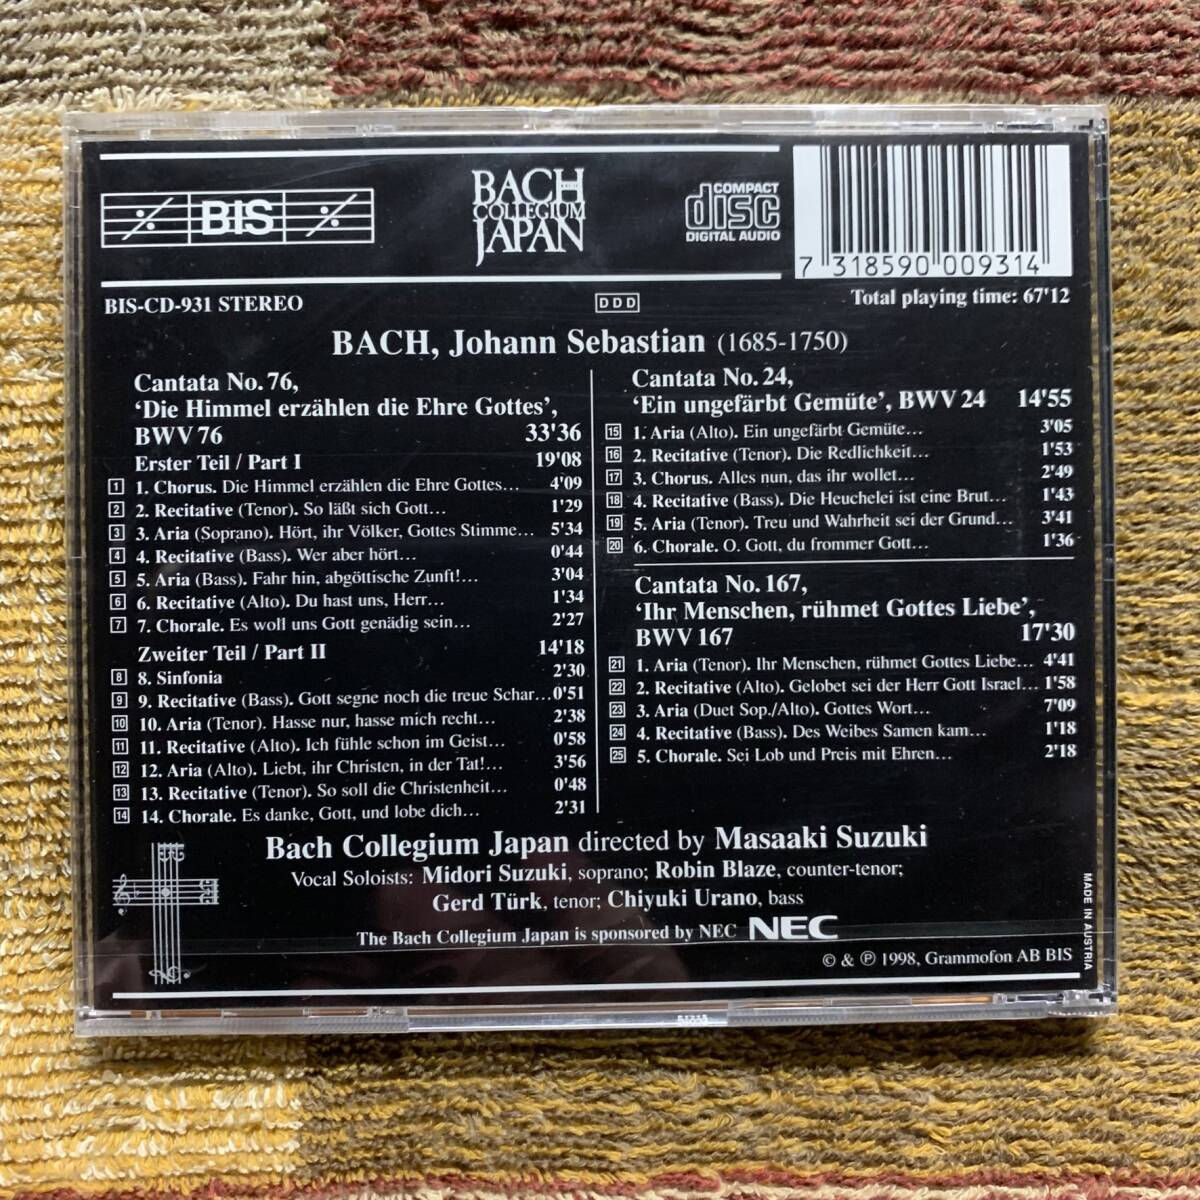 BIS
BACH
COLLEGIUM
JAPAN
COMPACT
disc
DIGITAL AUDIO
7 318590 009314
BIS-CD-931 STEREO
DDD
Total playing time: 67'12
BACH, Johann Sebastian (1685-1750)
Cantata No. 76,
‘Die Himmel erzählen die Ehre Gottes’,
BWV 76 33'36
Erster Teil / Part I 19'08
1 1. Chorus. Die Himmel erzählen die Ehre Gottes… 4'09
2 2. Recitative (Tenor). So läßt sich Gott… 1'29
3 3. Aria (Soprano). Hört, ihr Völker, Gottes Stimme… 5'34
4 4. Recitative (Bass). Wer aber hört… 0'44
5 5. Aria (Bass). Fahr hin, abgöttische Zunft!… 3'04
6 6. Recitative (Alto). Du hast uns, Herr… 1'34
7 7. Chorale. Es woll uns Gott genädig sein… 2'27
Zweiter Teil / Part II 14'18
8 8. Sinfonia 2'30
9 9. Recitative (Bass). Gott segne noch die treue Schar… 0'51
10 10. Aria (Tenor). Hasse nur, hasse mich recht… 2'38
11 11. Recitative (Alto). Ich fühle schon im Geist… 0'58
12 12. Aria (Alto). Liebt, ihr Christen, in der Tat!… 3'56
13 13. Recitative (Tenor). So soll die Christenheit… 0'48
14 14. Chorale. Es danke, Gott, und lobe dich… 2'31
Cantata No. 24,
‘Ein ungefärbt Gemüte’, BWV 24 14'55
15 1. Aria (Alto). Ein ungefärbt Gemüte… 3'05
16 2. Recitative (Tenor). Die Redlichkeit… 1'53
17 3. Chorus. Alles nun, das ihr wollet… 2'49
18 4. Recitative (Bass). Die Heuchelei ist eine Brut… 1'43
19 5. Aria (Tenor). Treu und Wahrheit sei der Grund… 3'41
20 6. Chorale. O. Gott, du frommer Gott… 1'36
Cantata No. 167,
‘Ihr Menschen, rühmet Gottes Liebe’,
BWV 167 17'30
21 1. Aria (Tenor). Ihr Menschen, rühmet Gottes Liebe… 4'41
22 2. Recitative (Alto). Gelobet sei der Herr Gott Israel… 1'58
23 3. Aria (Duet Sop./Alto). Gottes Wort… 7'09
24 4. Recitative (Bass). Des Weibes Samen kam… 1'18
25 5. Chorale. Sei Lob und Preis mit Ehren… 2'18
Bach Collegium Japan directed by Masaaki Suzuki
Vocal Soloists: Midori Suzuki, soprano; Robin Blaze, counter-tenor;
Gerd Türk, tenor; Chiyuki Urano, bass
The Bach Collegium Japan is sponsored by NEC NEC
© & ℗ 1998, Grammofon AB BIS
MADE IN AUSTRIA